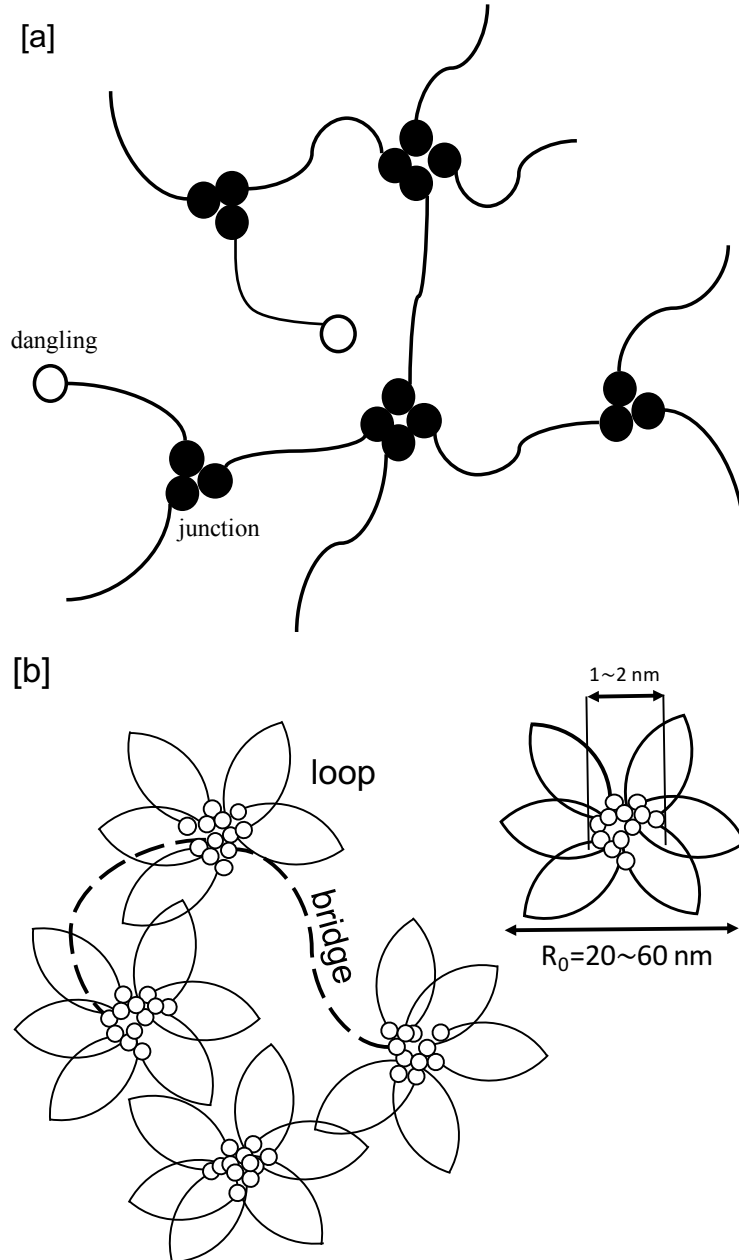 [a]
dangling
junction
[b]
1~2 nm
loop
bridge
R₀=20~60 nm